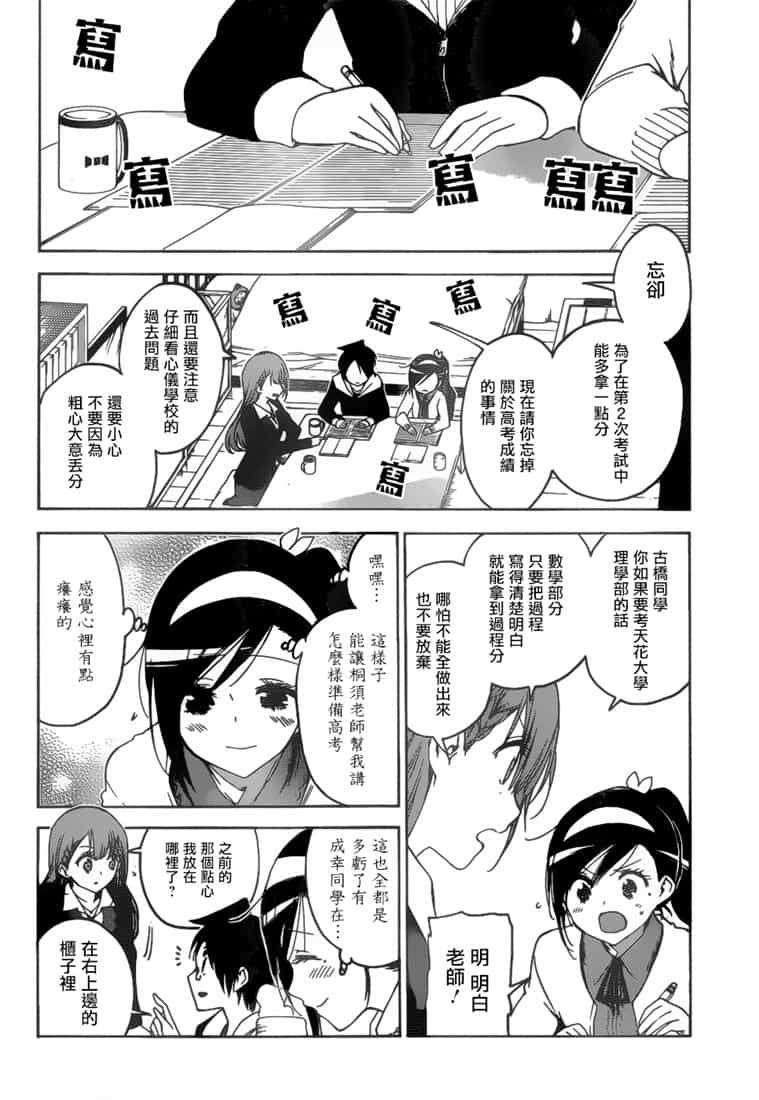 寫
寫
寫
寫
寫
忘卻
為了在第2次考試中
能多拿一點分
現在請你忘掉
關於高考成績
的事情
寫
寫
寫
寫
而且還要注意
仔細看心儀學校的
過去問題
還要小心
不要因為
粗心大意丟分
古橋同學
你如果要考天花大學
理學部的話
數學部分
只要把過程
寫得清楚明白
就能拿到過程分
哪怕不能全做出來
也不要放棄
明 明白
老師！
嘿嘿…
這樣子
能讓桐須老師幫我講
怎麼樣準備高考
感覺心裡有點
癢癢的
這也全都是
多虧了有
成幸同學在…
之前的
那個點心
我放在
哪裡了？
在右上邊的
櫃子裡